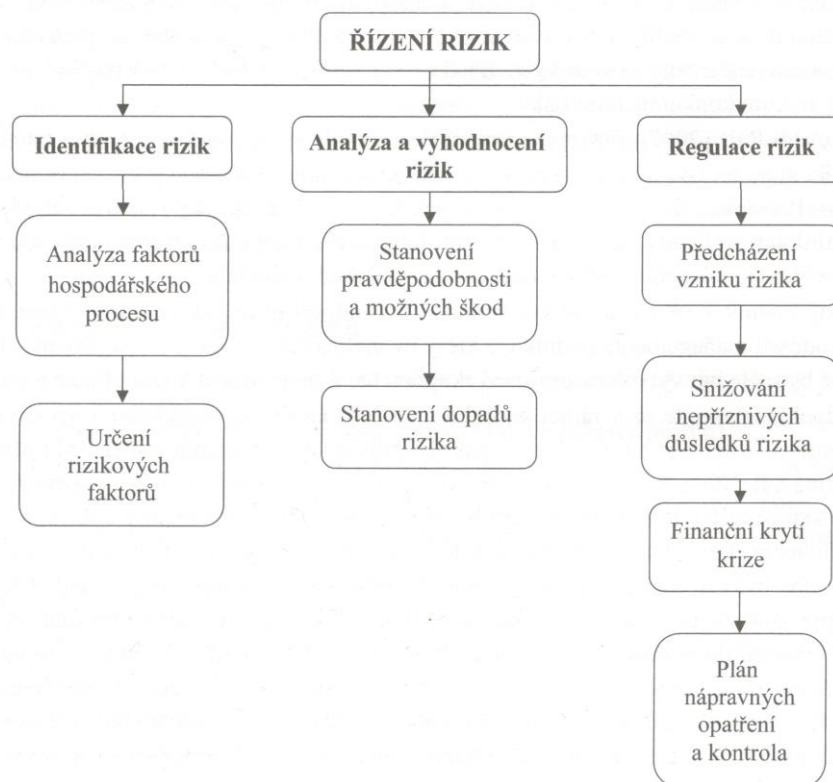 ŘÍZENÍ RIZIK
Identifikace rizik
Analýza a vyhodnocení
rizik
Regulace rizik
Analýza faktorů
hospodářského
procesu
Určení
rizikových
faktorů
Stanovení
pravděpodobnosti
a možných škod
Stanovení dopadů
rizika
Předcházení
vzniku rizika
Snižování
nepříznivých
důsledků rizika
Finanční krytí
krize
Plán
nápravných
opatření
a kontrola